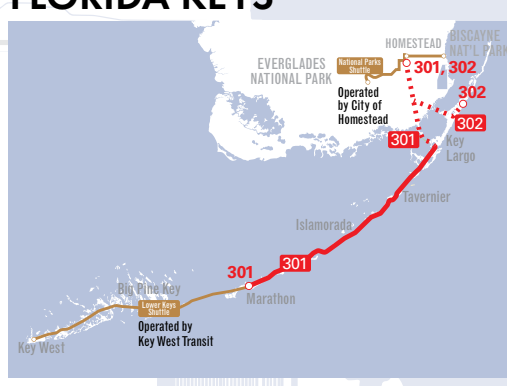 FLORIDA KEYS
HOMESTEAD
BISCAYNE
NAT'L PARK
EVERGLADES
NATIONAL PARK
National Parks
Shuttle
301, 302
Operated
by City of
Homestead
302
302
301
Key
Largo
Tavernier
Islamorada
301
301
Big Pine Key
Marathon
Lower Keys
Shuttle
Operated by
Key West Transit
Key West